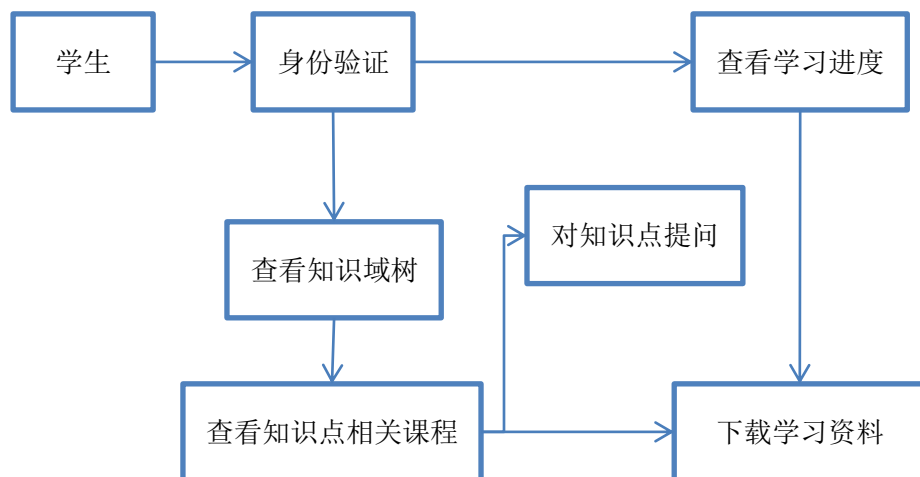 学生
身份验证
查看学习进度
对知识点提问
查看知识域树
查看知识点相关课程
下载学习资料